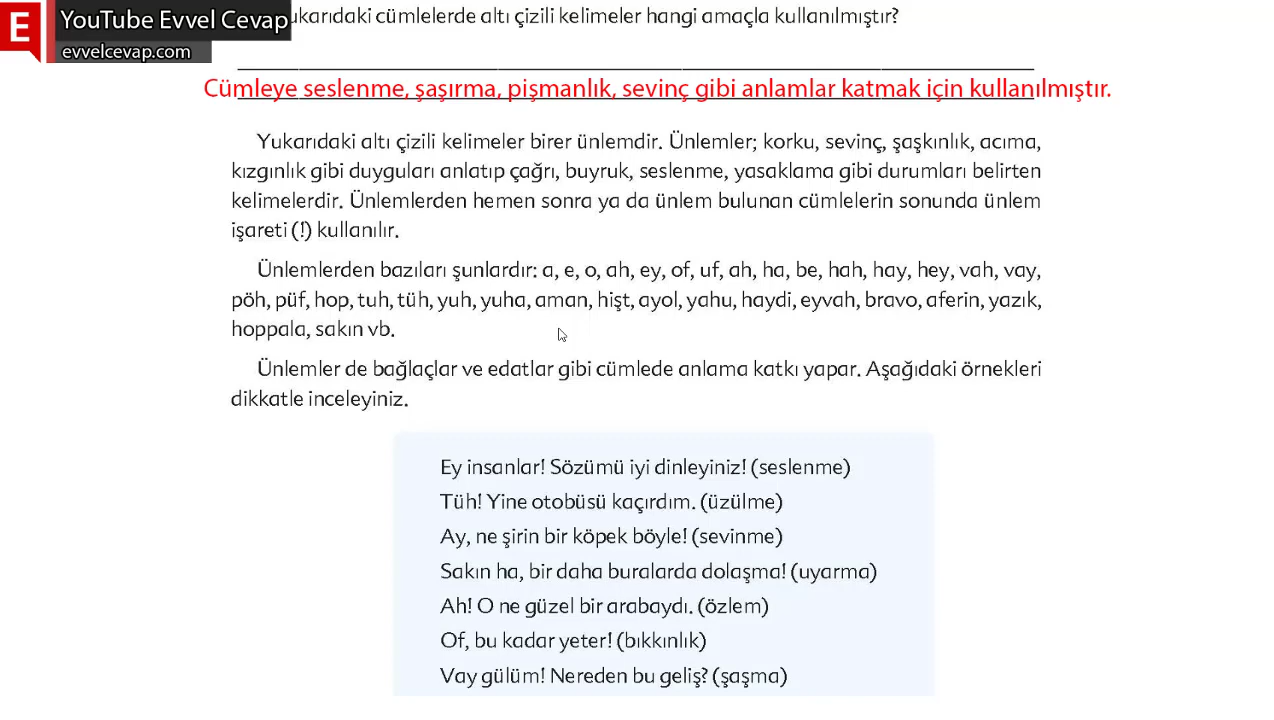 YouTube Evvel Cevap
evvelcevap.com
E
ukarıdaki cümlelerde altı çizili kelimeler hangi amaçla kullanılmıştır?
Cümleye seslenme, şaşırma, pişmanlık, sevinç gibi anlamlar katmak için kullanılmıştır.
Yukarıdaki altı çizili kelimeler birer ünlemdir. Ünlemler; korku, sevinç, şaşkınlık, acıma,
kızgınlık gibi duyguları anlatıp çağrı, buyruk, seslenme, yasaklama gibi durumları belirten
kelimelerdir. Ünlemlerden hemen sonra ya da ünlem bulunan cümlelerin sonunda ünlem
işareti (!) kullanılır.
Ünlemlerden bazıları şunlardır: a, e, o, ah, ey, of, uf, ah, ha, be, hah, hay, hey, vah, vay,
pöh, püf, hop, tuh, tüh, yuh, yuha, aman, hişt, ayol, yahu, haydi, eyvah, bravo, aferin, yazık,
hoppala, sakın vb.
Ünlemler de bağlaçlar ve edatlar gibi cümlede anlama katkı yapar. Aşağıdaki örnekleri
dikkatle inceleyiniz.
Ey insanlar! Sözümü iyi dinleyiniz! (seslenme)
Tüh! Yine otobüsü kaçırdım. (üzülme)
Ay, ne şirin bir köpek böyle! (sevinme)
Sakın ha, bir daha buralarda dolaşma! (uyarma)
Ah! O ne güzel bir arabaydı. (özlem)
Of, bu kadar yeter! (bıkkınlık)
Vay gülüm! Nereden bu geliş? (şaşma)